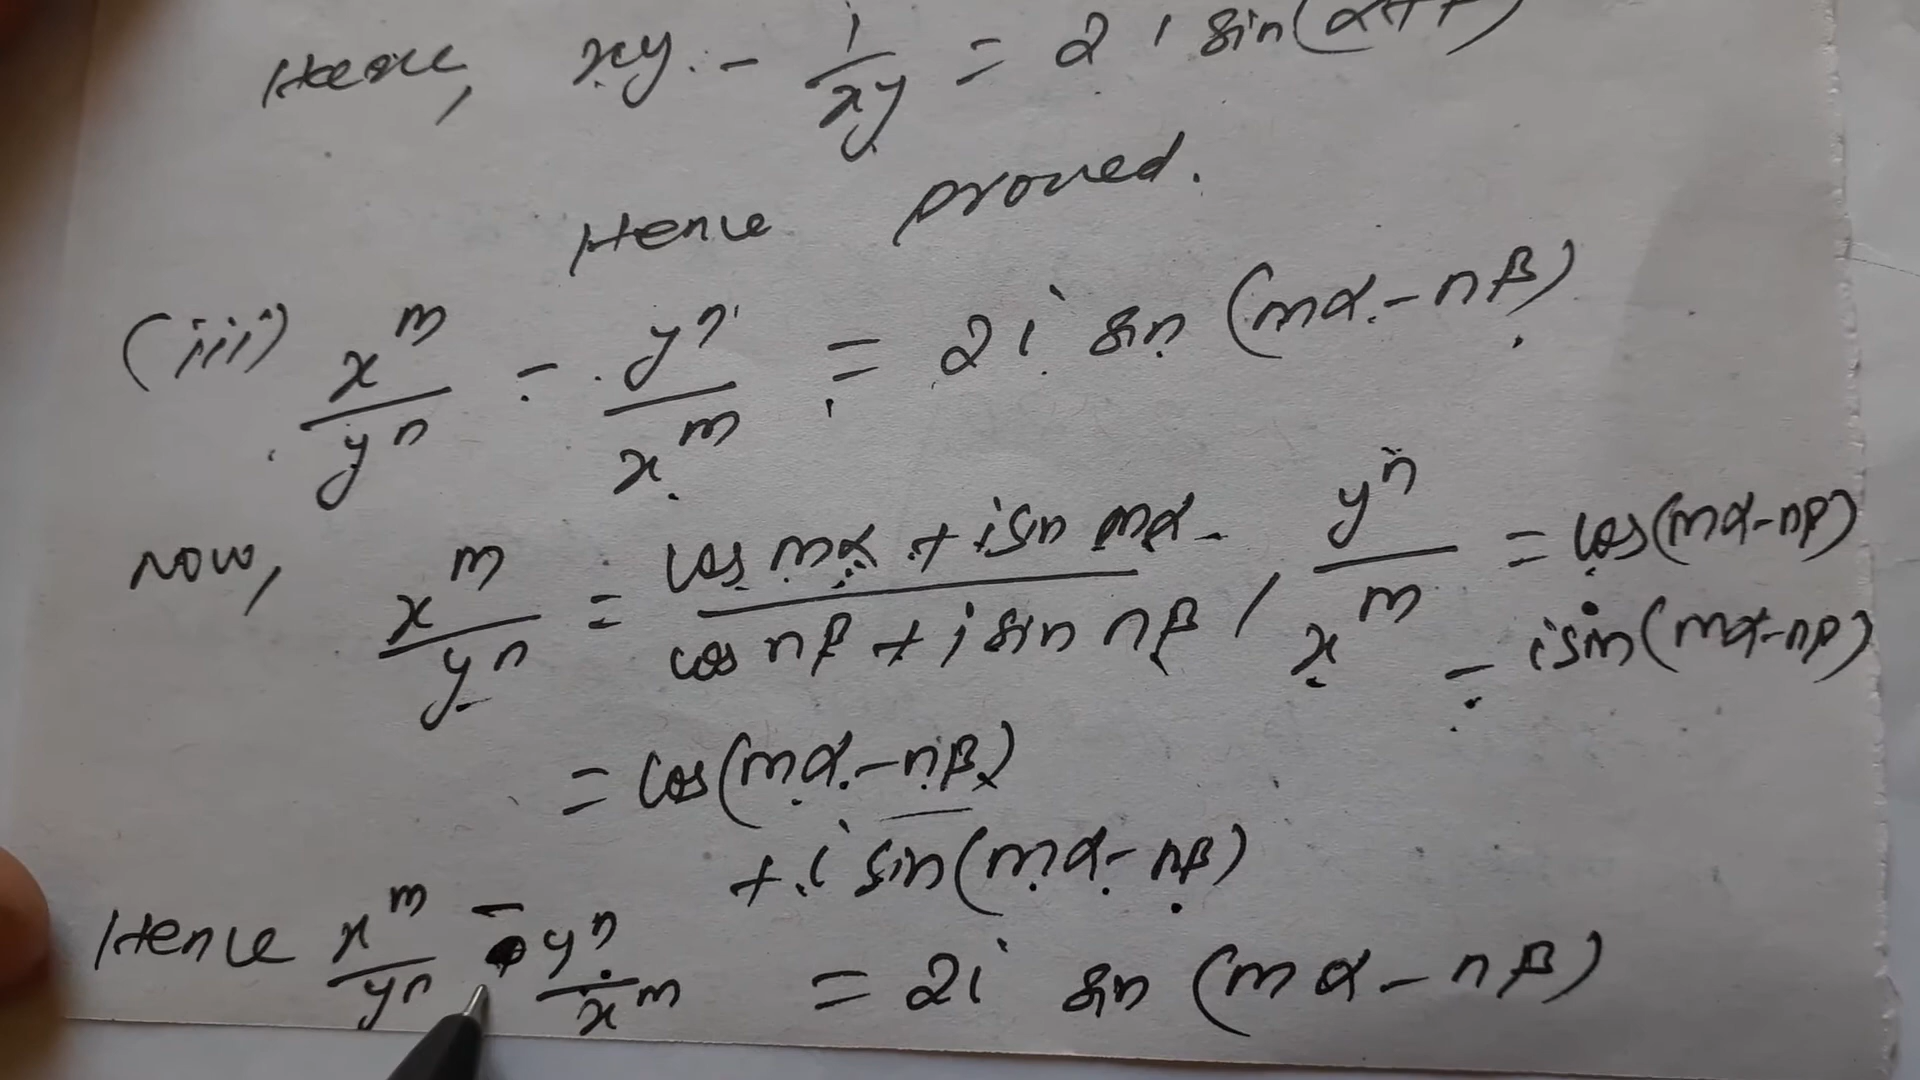 Hence, xy - 1/xy = 2 i sin(α+β)
Hence proved.
(iii) x^m/y^n - y^n/x^m = 2i sin (mα - nβ)
Now, x^m/y^n = (cos mα + i sin mα)/(cos nβ + i sin nβ), y^n/x^m = cos(mα-nβ)
- i sin(mα-nβ)
= cos(mα-nβ)
+ i sin(mα-nβ)
Hence x^m/y^n - y^n/x^m = 2i sin (mα - nβ)